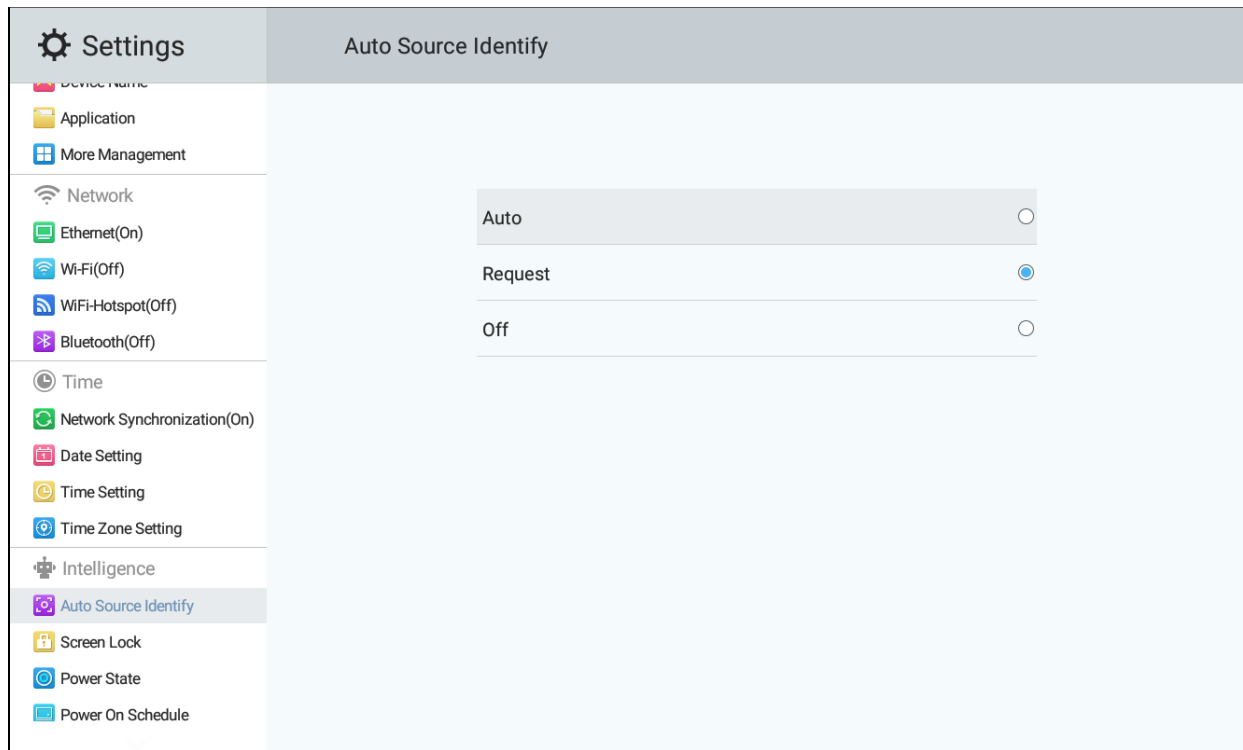 Settings
Auto Source Identify
Device Name
Application
More Management
Network
Ethernet(On)
Wi-Fi(Off)
WiFi-Hotspot(Off)
Bluetooth(Off)
Time
Network Synchronization(On)
Date Setting
Time Setting
Time Zone Setting
Intelligence
Auto Source Identify
Screen Lock
Power State
Power On Schedule
Auto
Request
Off